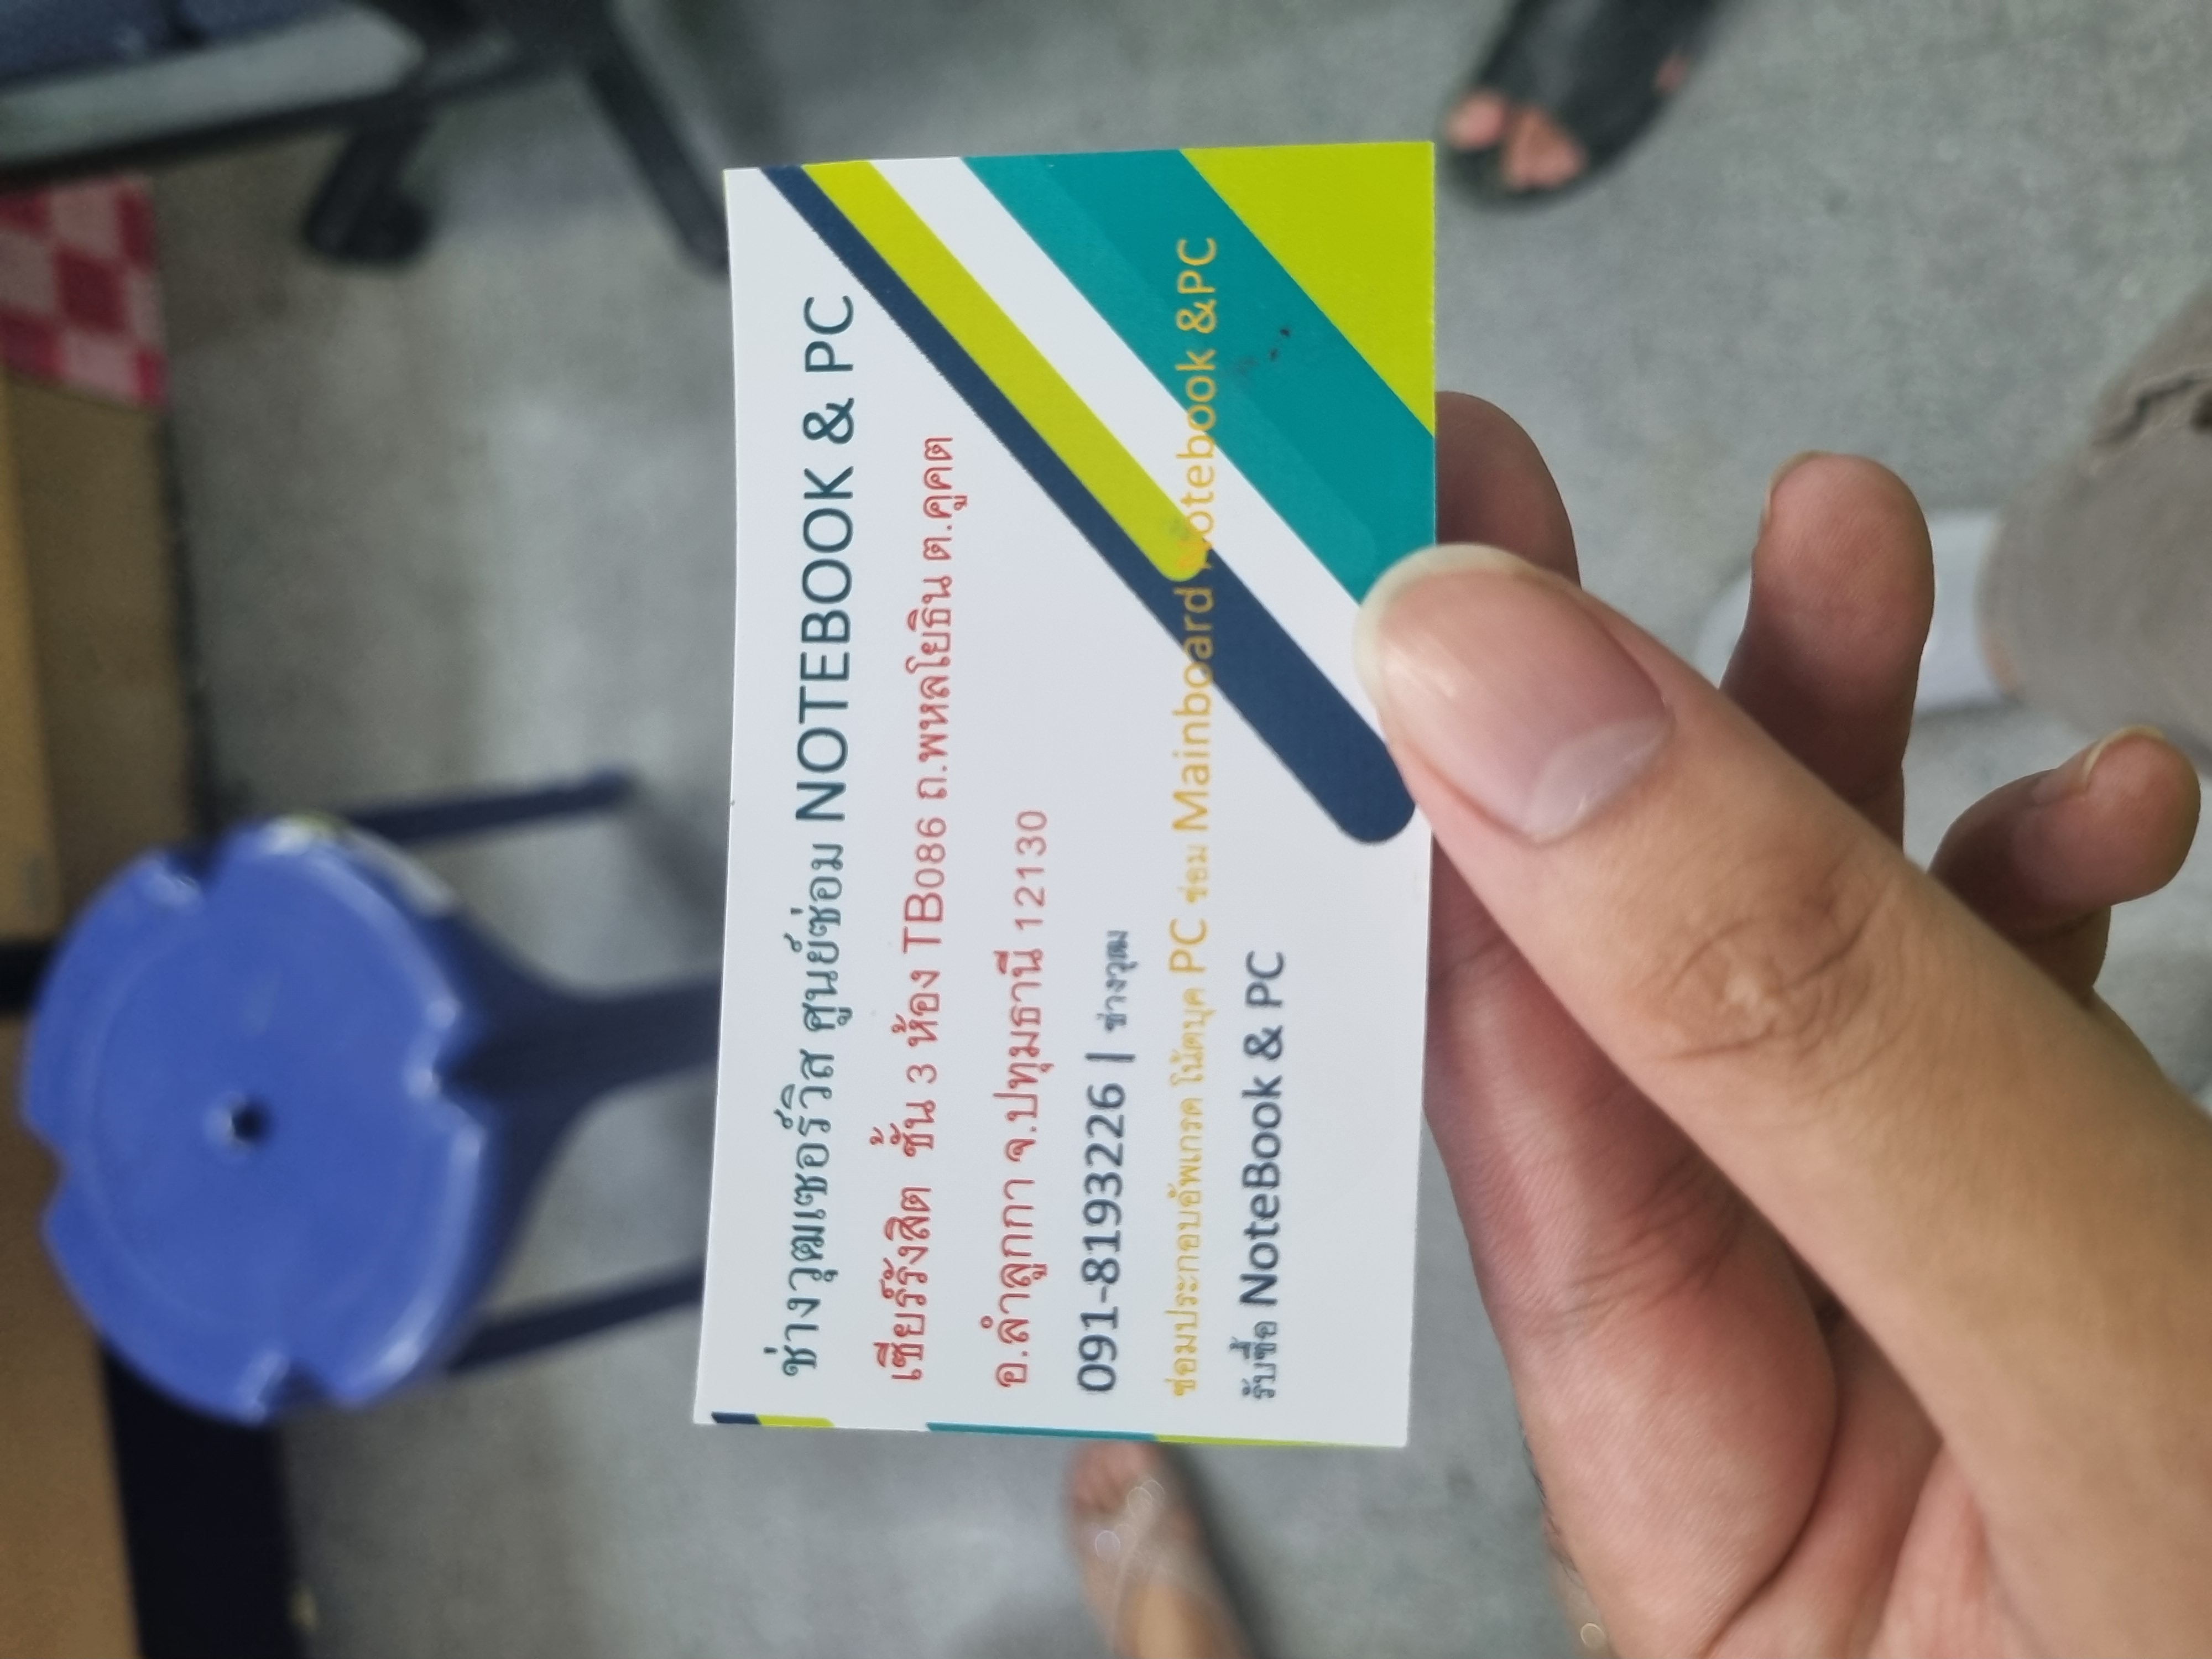 ช่างวุฒเซอร์วิส ศูนย์ซ่อม NOTEBOOK & PC
เซียร์รังสิต ชั้น 3 ห้อง TB086 ถ.พหลโยธิน ต.คูคต
อ.ลำลูกกา จ.ปทุมธานี 12130
091-8193226 | ช่างวุฒ
ซ่อมประกอบอัพเกรด โน้ตบุค PC ซ่อม Mainboard Notebook &PC
รับซื้อ NoteBook & PC